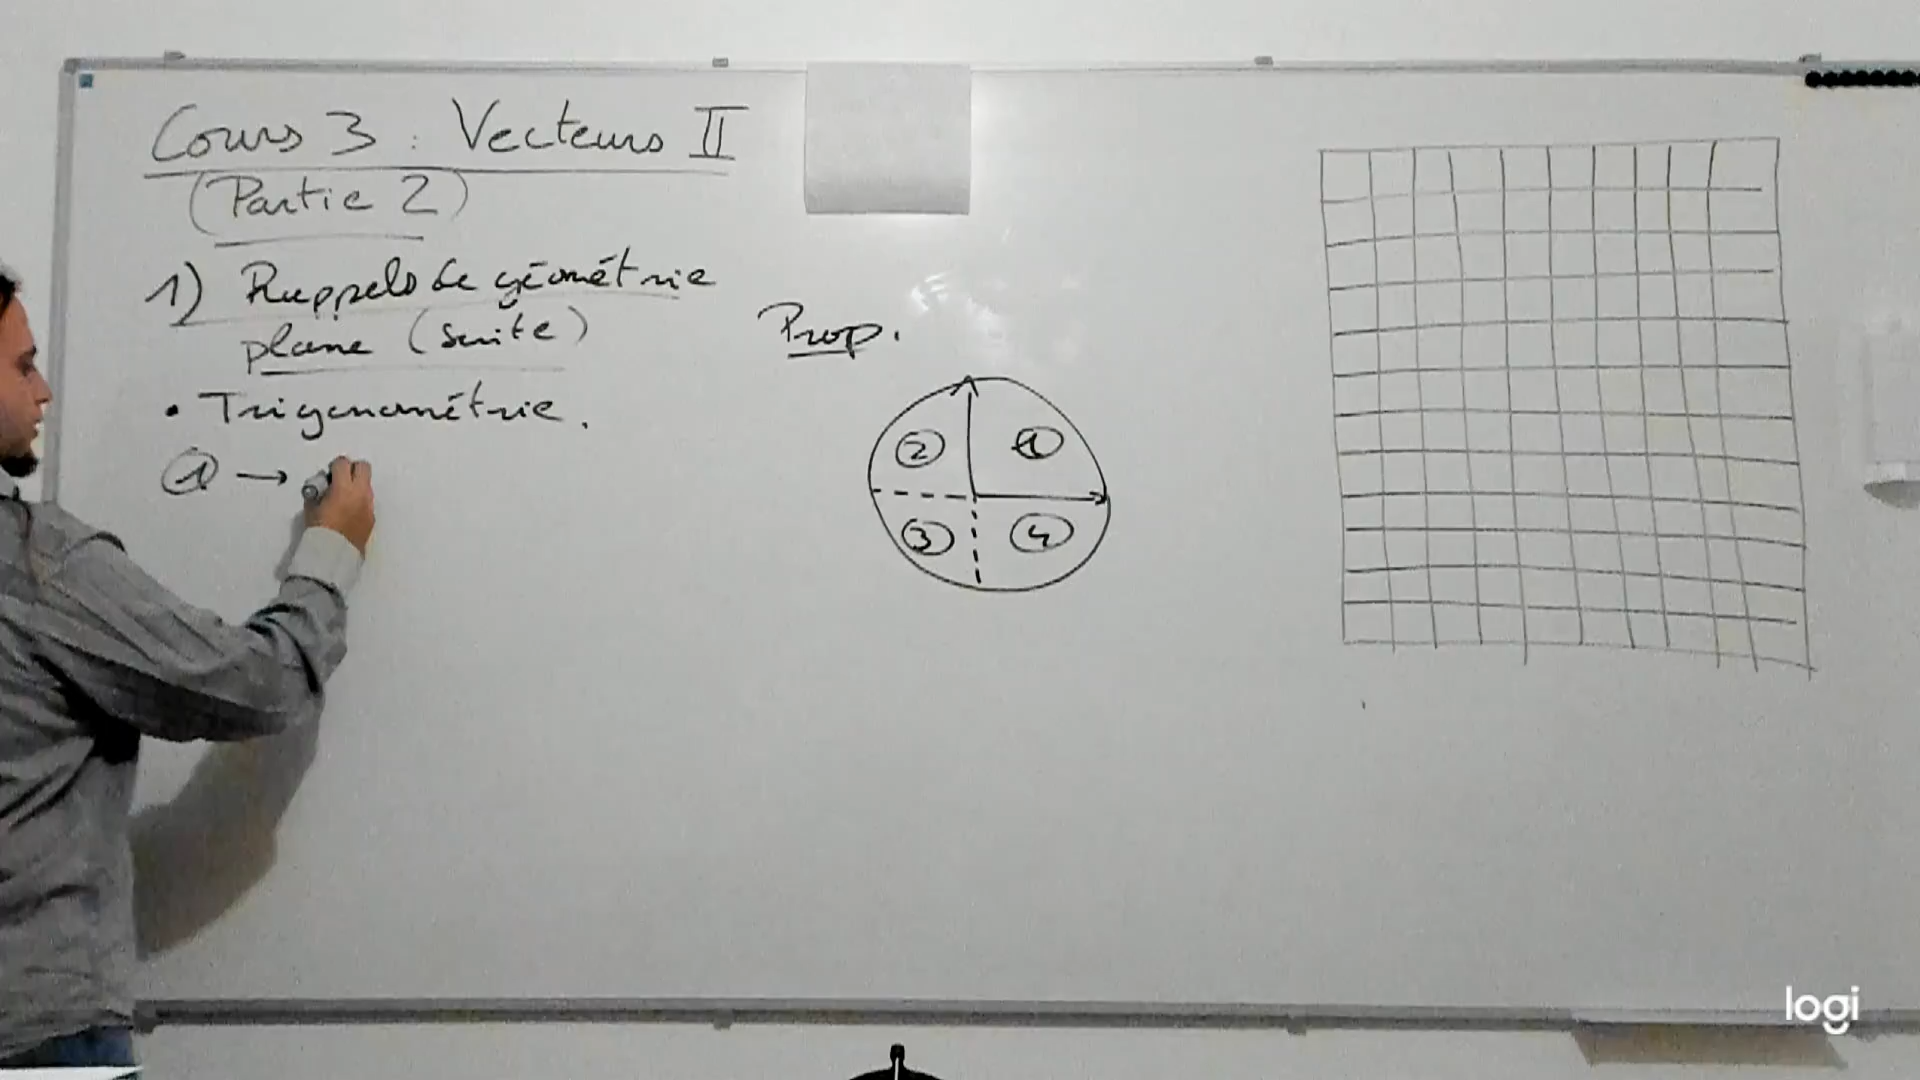 Cours 3 : Vecteurs II
(Partie 2)
1) Rappels de géométrie
plane (suite)
• Trigonométrie.
① →
Prop.
② ①
③ ④
logi